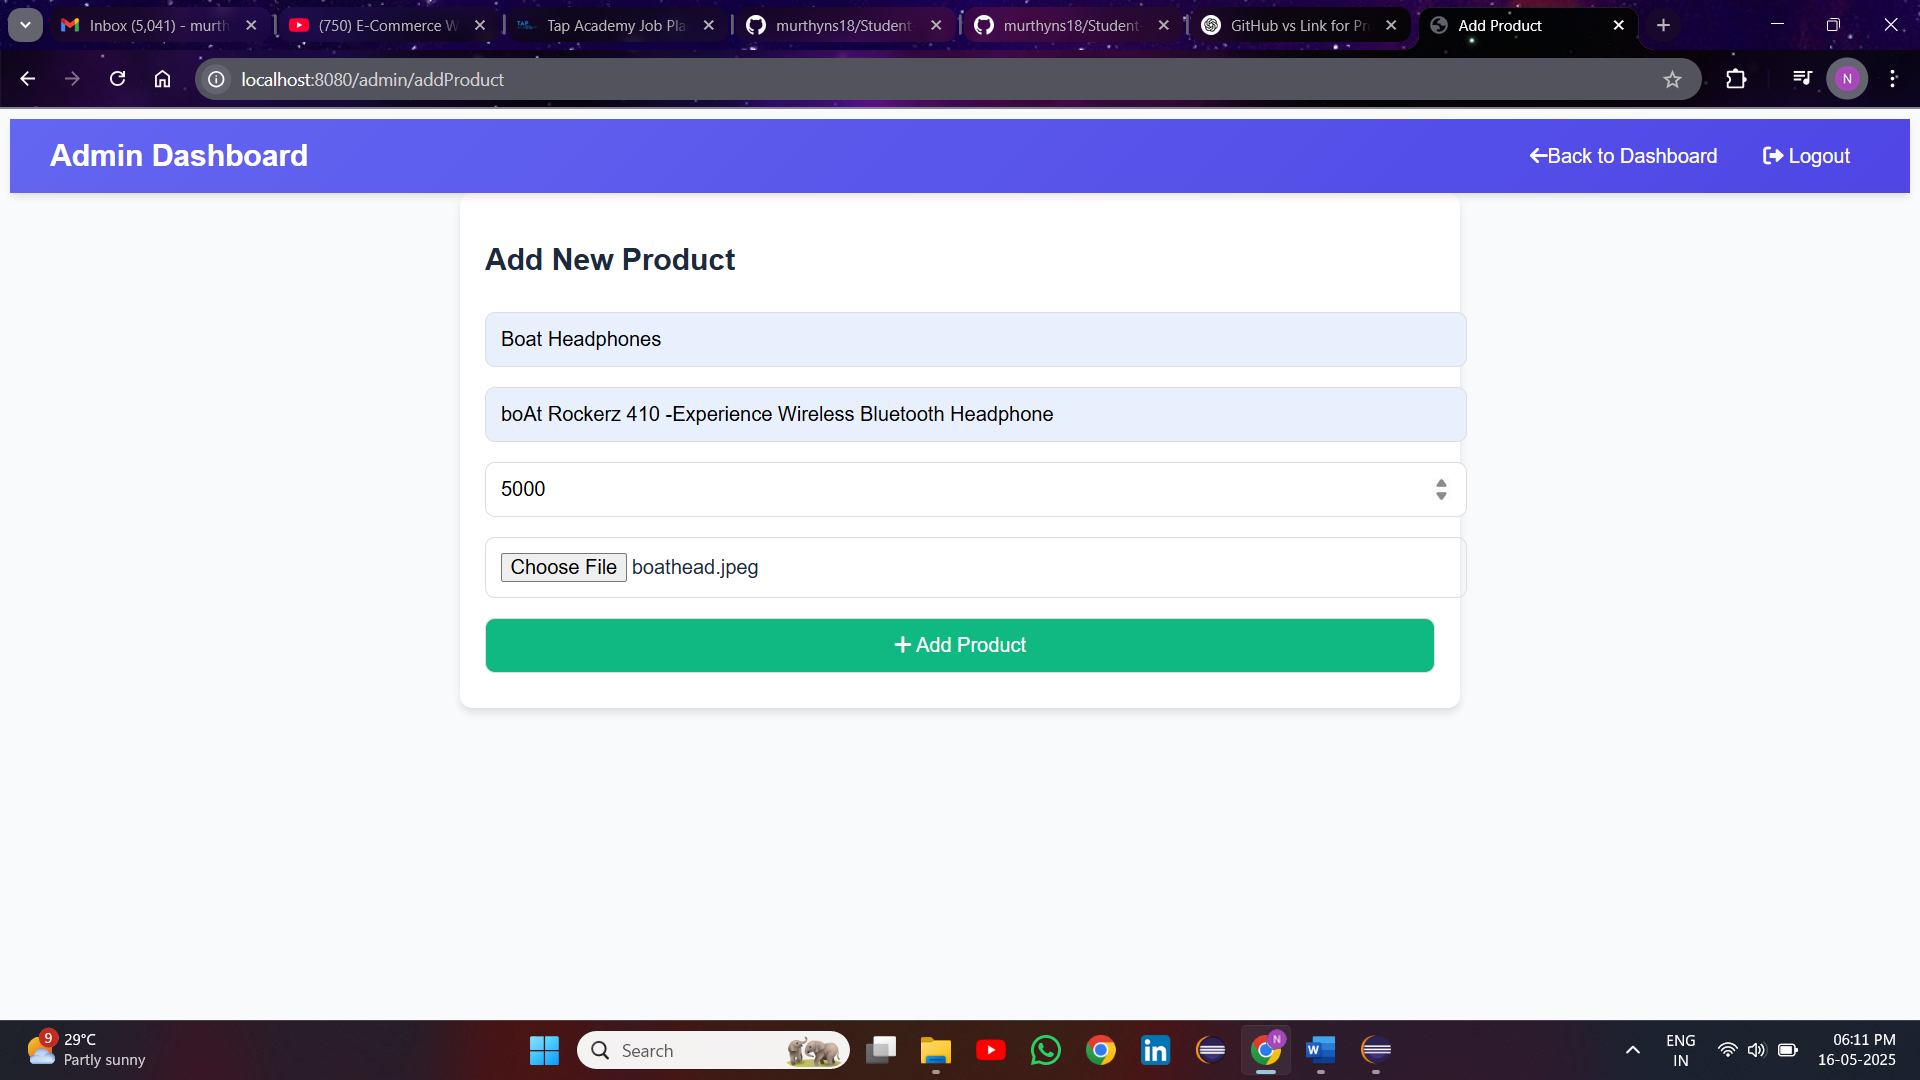 Inbox (5,041) - murth
(750) E-Commerce W
TAP
Tap Academy Job Pla
murthyns18/Student
murthyns18/Student
GitHub vs Link for Pr
Add Product
localhost:8080/admin/addProduct
N
Admin Dashboard
Back to Dashboard
Logout
Add New Product
Boat Headphones
boAt Rockerz 410 -Experience Wireless Bluetooth Headphone
5000
Choose File boathead.jpeg
Add Product
9
29°C
Partly sunny
Search
N
W
in
ENG
IN
06:11 PM
16-05-2025